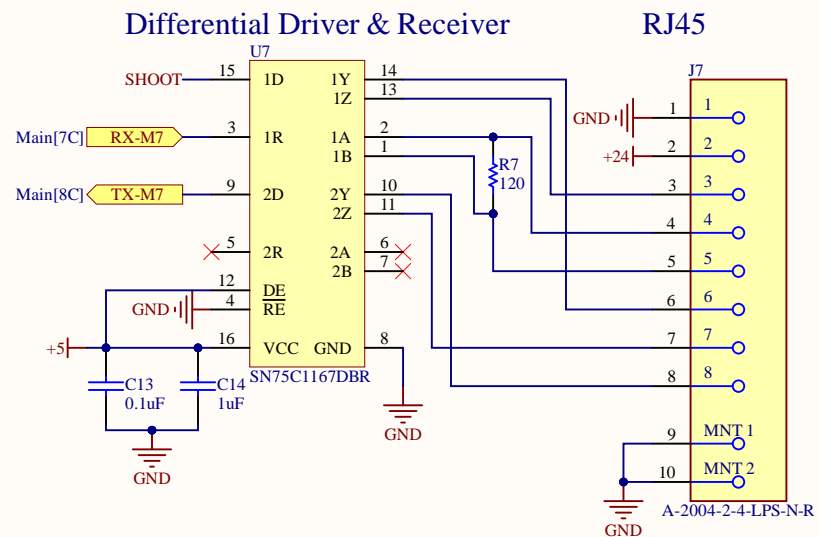 Differential Driver & Receiver
RJ45
U7
J7
SHOOT 15 1D 1Y 14
1Z 13
GND 1 1
Main[7C] RX-M7 3 1R 1A 2
1B 1
+24 2 2
R7
120
Main[8C] TX-M7 9 2D 2Y 10
2Z 11
3 3
4 4
5 2R 2A 6
2B 7
5 5
12 DE
GND 4 RE
6 6
+5 16 VCC GND 8
7 7
SN75C1167DBR
8 8
C13
0.1uF
C14
1uF
GND
GND
9 MNT 1
10 MNT 2
GND
A-2004-2-4-LPS-N-R